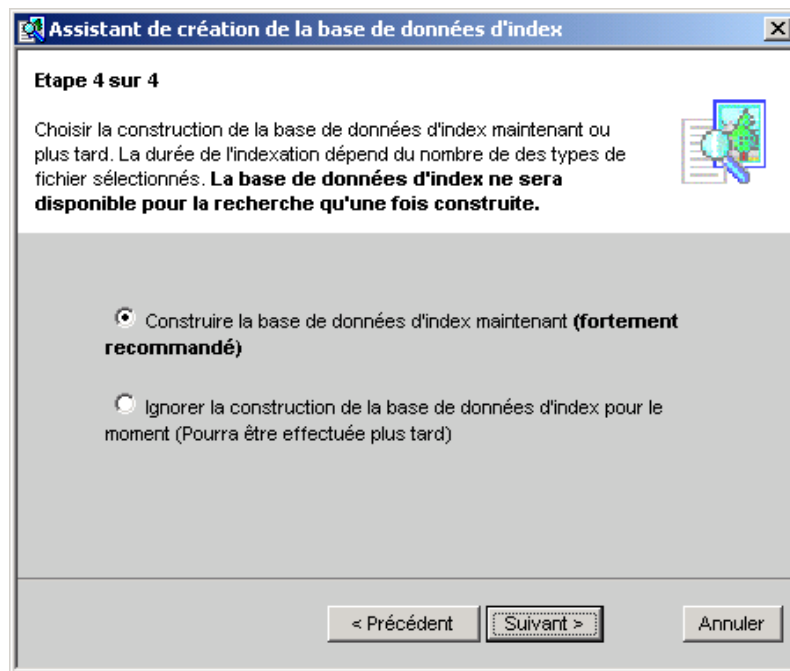 Assistant de création de la base de données d'index
Etape 4 sur 4
Choisir la construction de la base de données d'index maintenant ou
plus tard. La durée de l'indexation dépend du nombre de des types de
fichier sélectionnés. La base de données d'index ne sera
disponible pour la recherche qu'une fois construite.
Construire la base de données d'index maintenant (fortement
recommandé)
Ignorer la construction de la base de données d'index pour le
moment (Pourra être effectuée plus tard)
< Précédent Suivant > Annuler